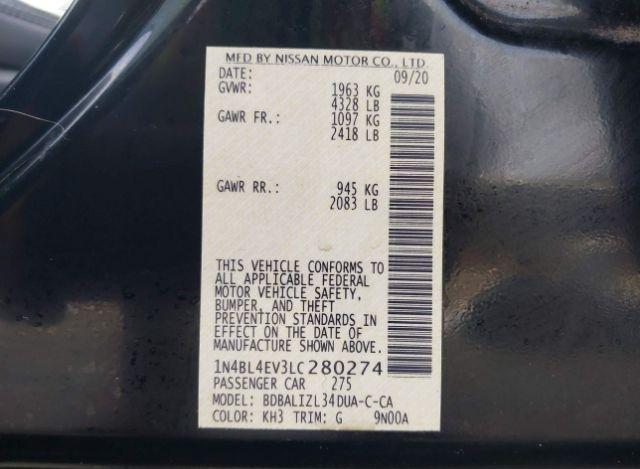 MFD BY NISSAN MOTOR CO., LTD.
DATE: 09/20
GVWR: 1963 KG
4328 LB
GAWR FR.: 1097 KG
2418 LB
GAWR RR.: 945 KG
2083 LB
THIS VEHICLE CONFORMS TO
ALL APPLICABLE FEDERAL
MOTOR VEHICLE SAFETY,
BUMPER, AND THEFT
PREVENTION STANDARDS IN
EFFECT ON THE DATE OF
MANUFACTURE SHOWN ABOVE.
1N4BL4EV3LC280274
PASSENGER CAR 275
MODEL: BDBALIZL34DUA-C-CA
COLOR: KH3 TRIM: G 9N00A